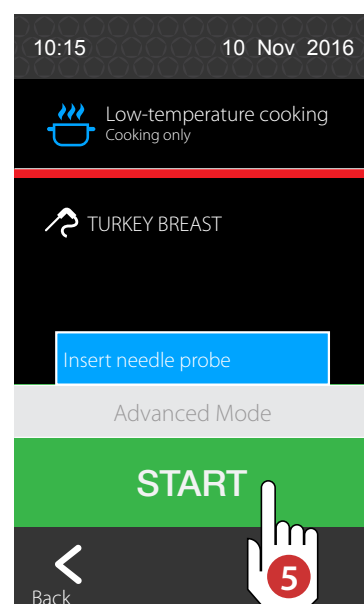 10:15 10 Nov 2016
Low-temperature cooking
Cooking only
TURKEY BREAST
Insert needle probe
Advanced Mode
START
5
Back